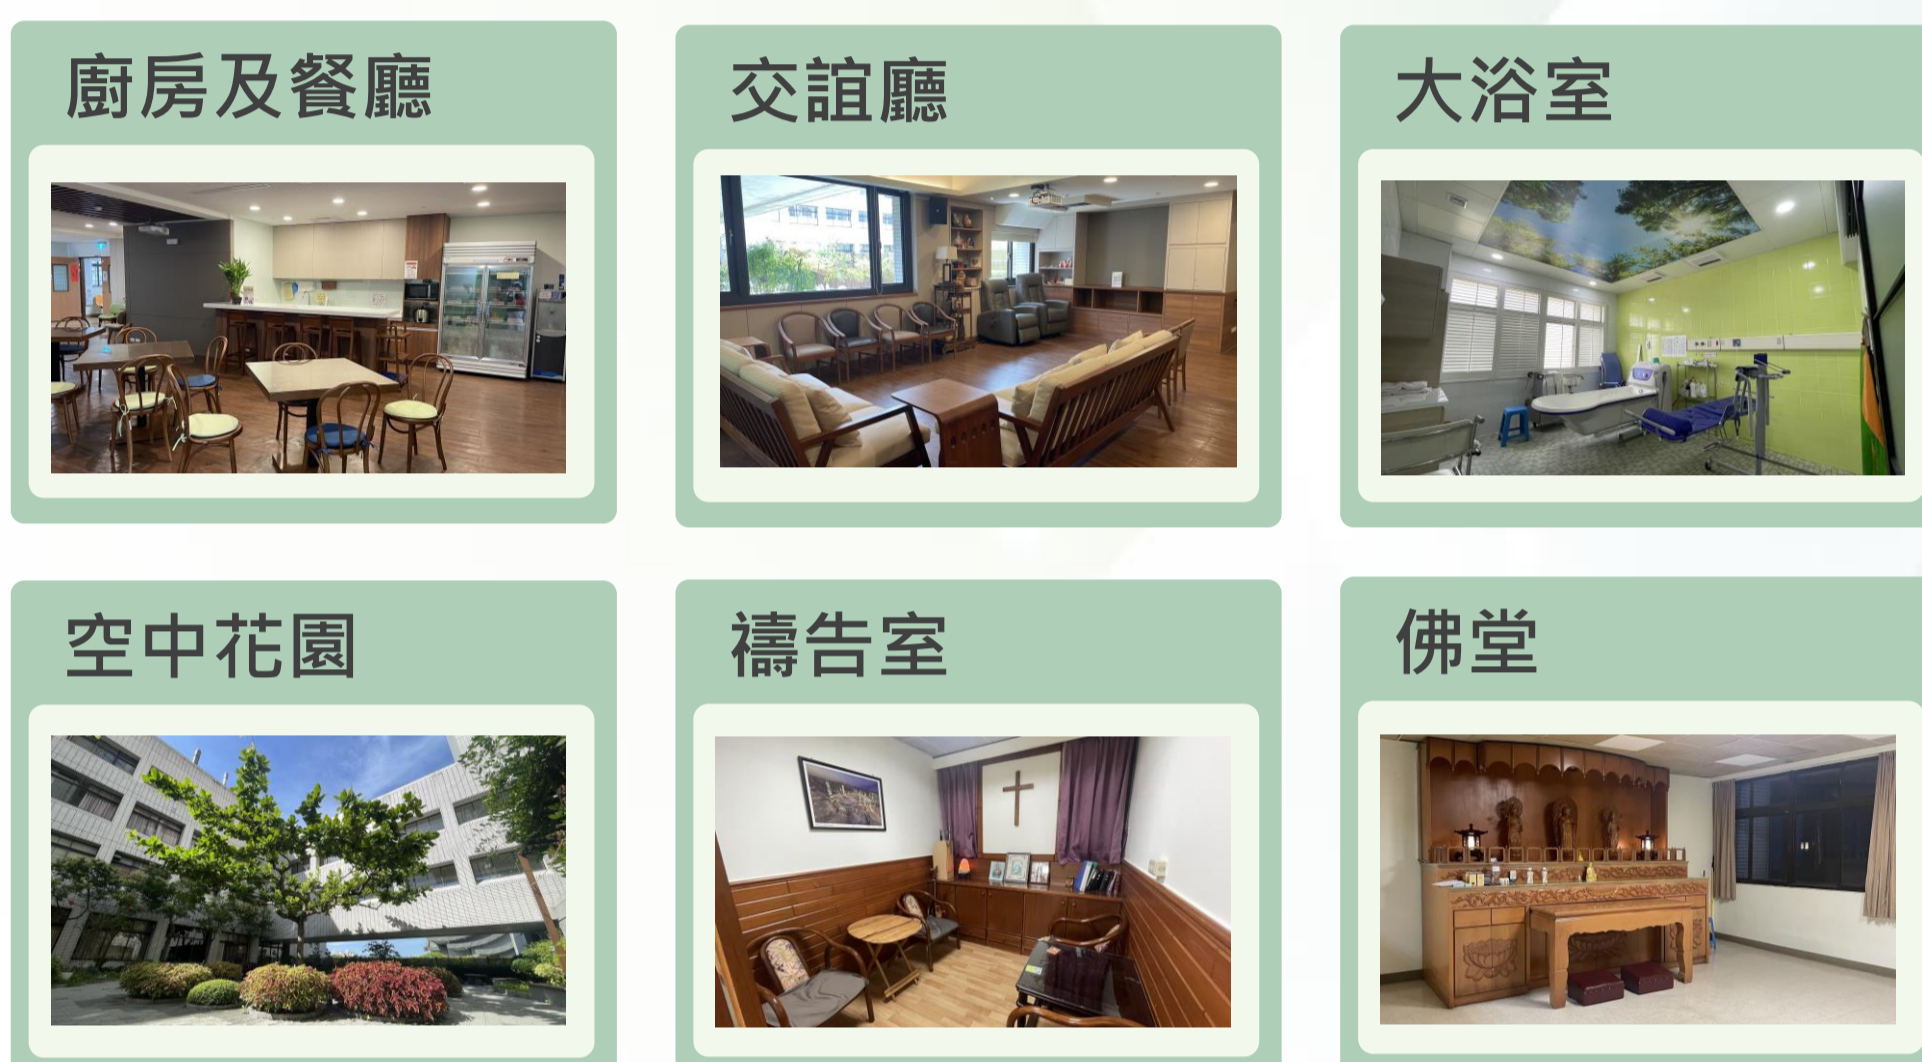 廚房及餐廳
交誼廳
大浴室
空中花園
禱告室
佛堂